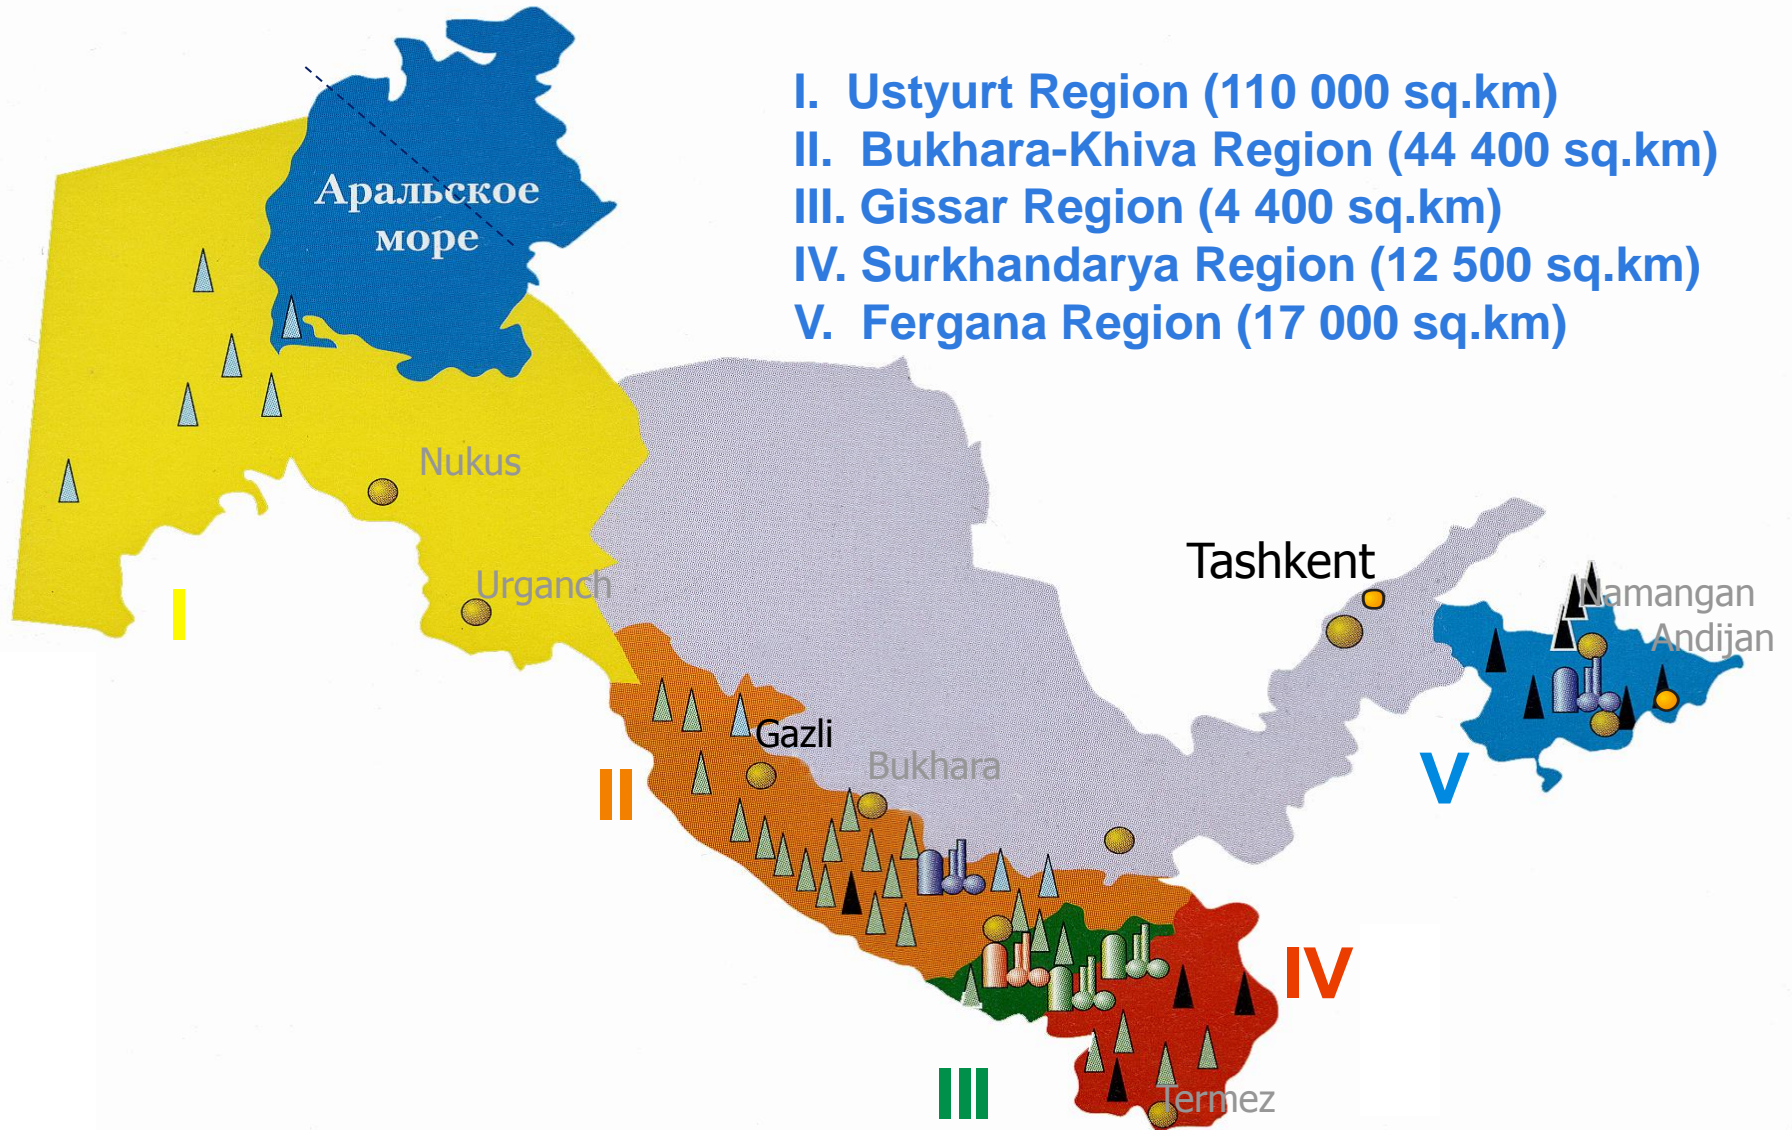 I. Ustyurt Region (110 000 sq.km)
II. Bukhara-Khiva Region (44 400 sq.km)
III. Gissar Region (4 400 sq.km)
IV. Surkhandarya Region (12 500 sq.km)
V. Fergana Region (17 000 sq.km)
Аральское
море
Nukus
Tashkent
Urganch
I
Namangan
Andijan
Gazli
Bukhara
II
V
IV
III
Termez